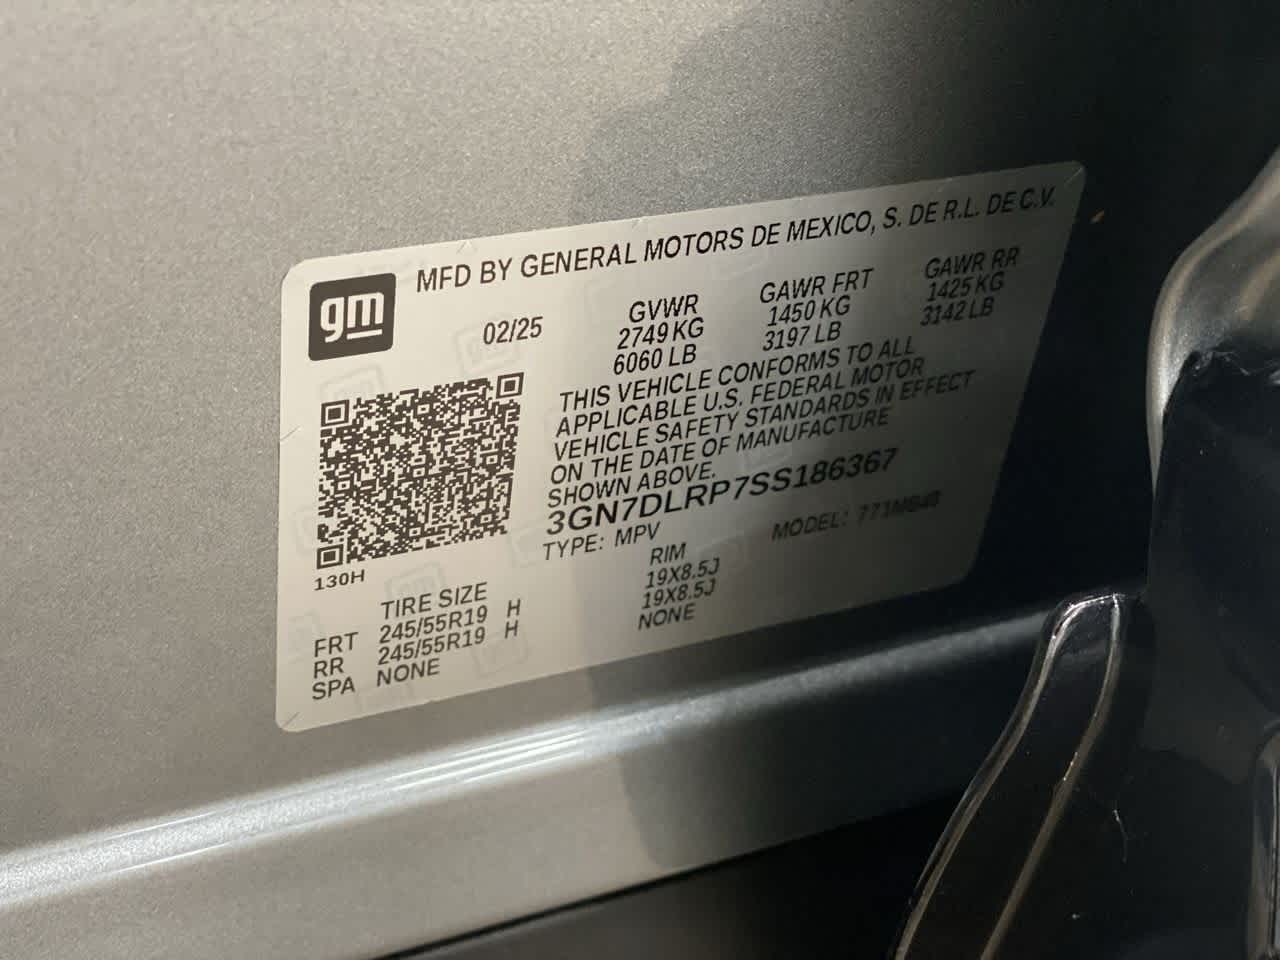 gm
MFD BY GENERAL MOTORS DE MEXICO, S. DE R.L. DE C.V.
02/25
GVWR
2749 KG
6060 LB
GAWR FRT
1450 KG
3197 LB
GAWR RR
1425 KG
3142 LB
THIS VEHICLE CONFORMS TO ALL
APPLICABLE U.S. FEDERAL MOTOR
VEHICLE SAFETY STANDARDS IN EFFECT
ON THE DATE OF MANUFACTURE
SHOWN ABOVE.
3GN7DLRP7SS186367
TYPE: MPV
MODEL:
130H
TIRE SIZE
RIM
FRT 245/55R19 H 19X8.5J
RR 245/55R19 H 19X8.5J
SPA NONE NONE